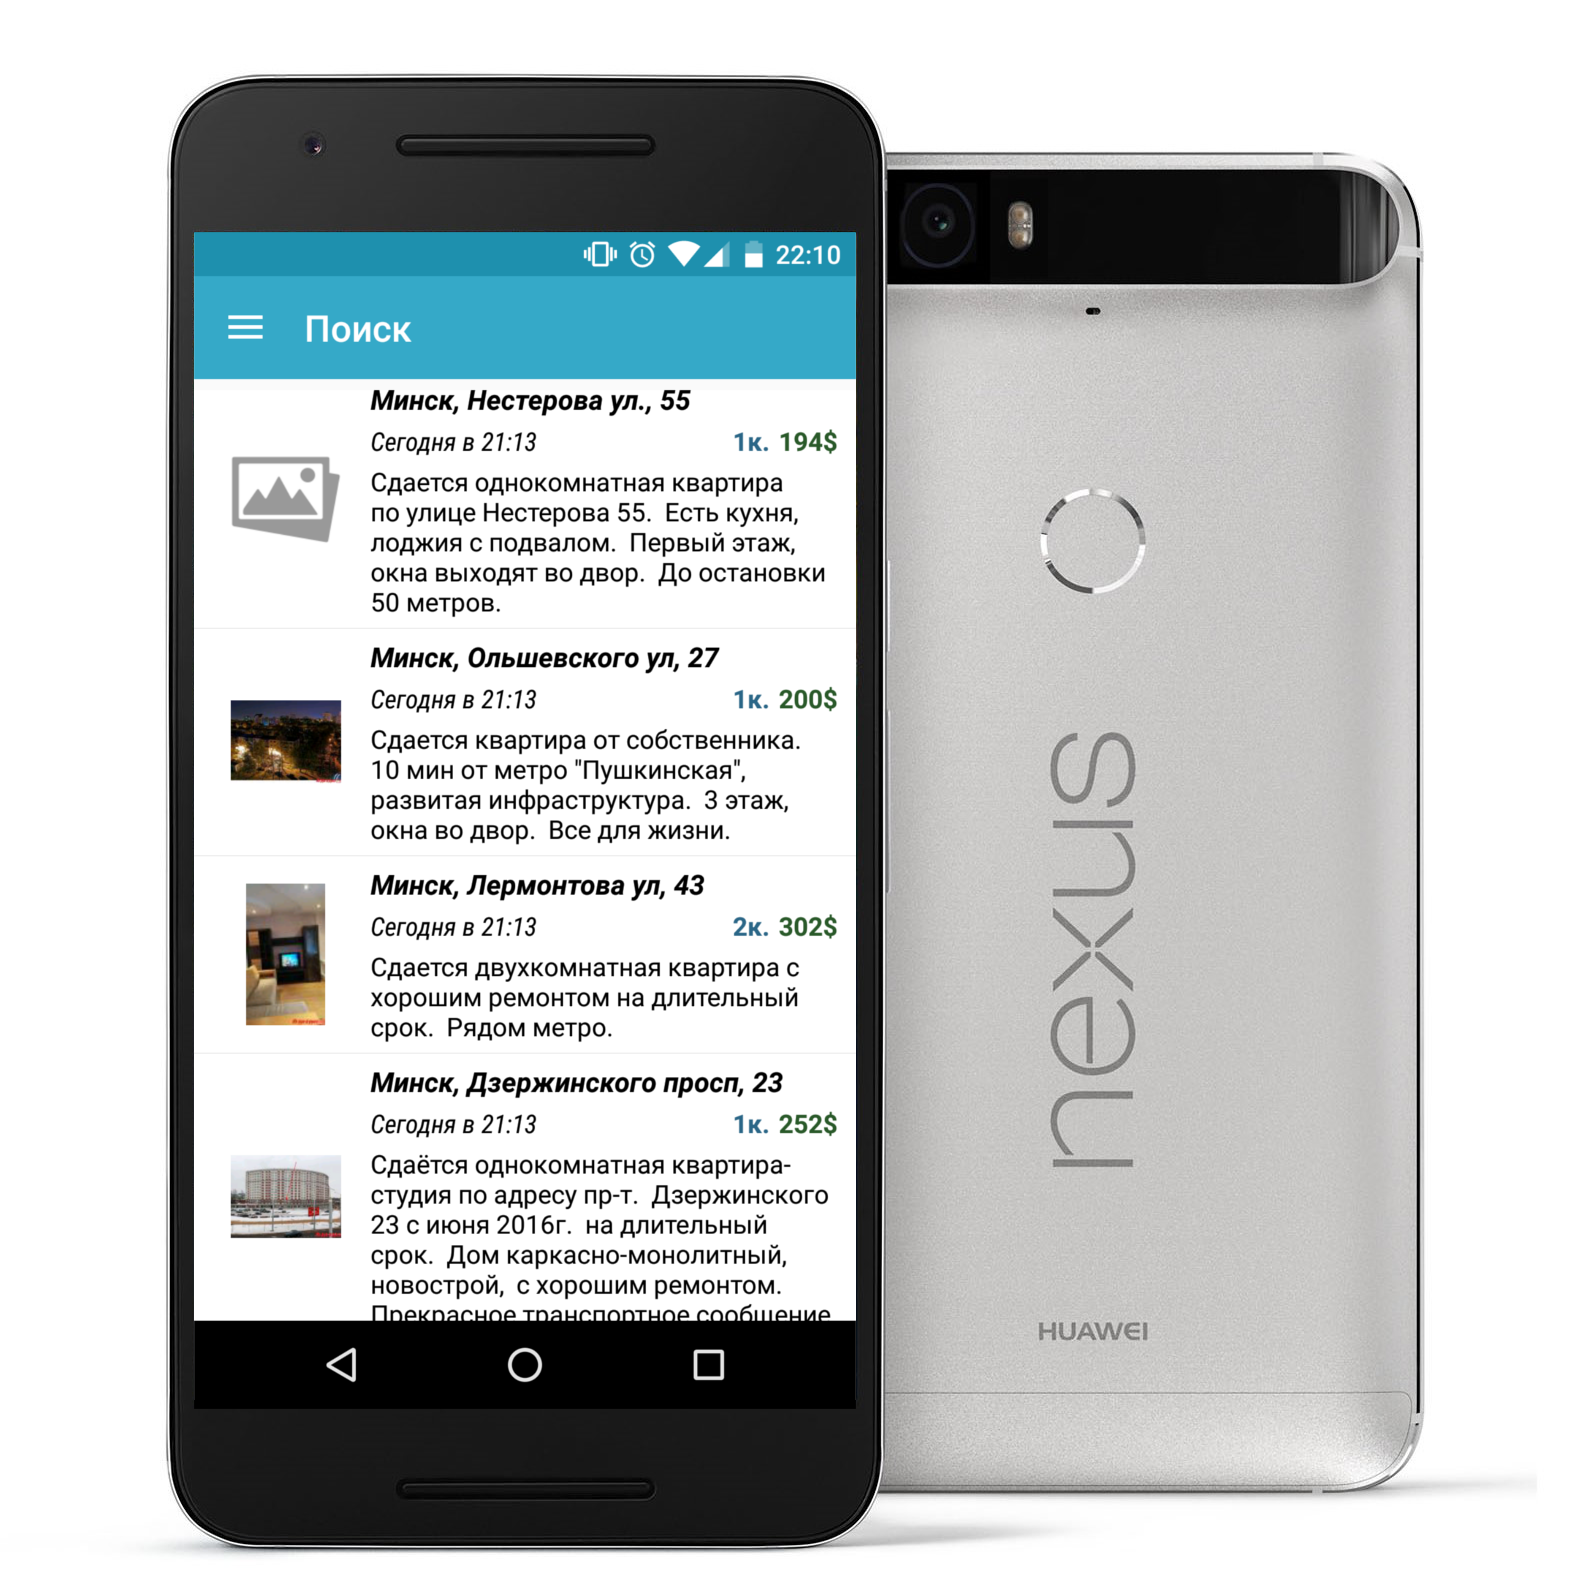 22:10
Поиск
Минск, Нестерова ул., 55
Сегодня в 21:13 1к. 194$
Сдается однокомнатная квартира
по улице Нестерова 55. Есть кухня,
лоджия с подвалом. Первый этаж,
окна выходят во двор. До остановки
50 метров.
Минск, Ольшевского ул, 27
Сегодня в 21:13 1к. 200$
Сдается квартира от собственника.
10 мин от метро "Пушкинская",
развитая инфраструктура. 3 этаж,
окна во двор. Все для жизни.
Минск, Лермонтова ул, 43
Сегодня в 21:13 2к. 302$
Сдается двухкомнатная квартира с
хорошим ремонтом на длительный
срок. Рядом метро.
Минск, Дзержинского просп, 23
Сегодня в 21:13 1к. 252$
Сдаётся однокомнатная квартира-
студия по адресу пр-т. Дзержинского
23 с июня 2016г. на длительный
срок. Дом каркасно-монолитный,
новострой, с хорошим ремонтом.
Прекрасное транспортное сообщение
nexus
HUAWEI